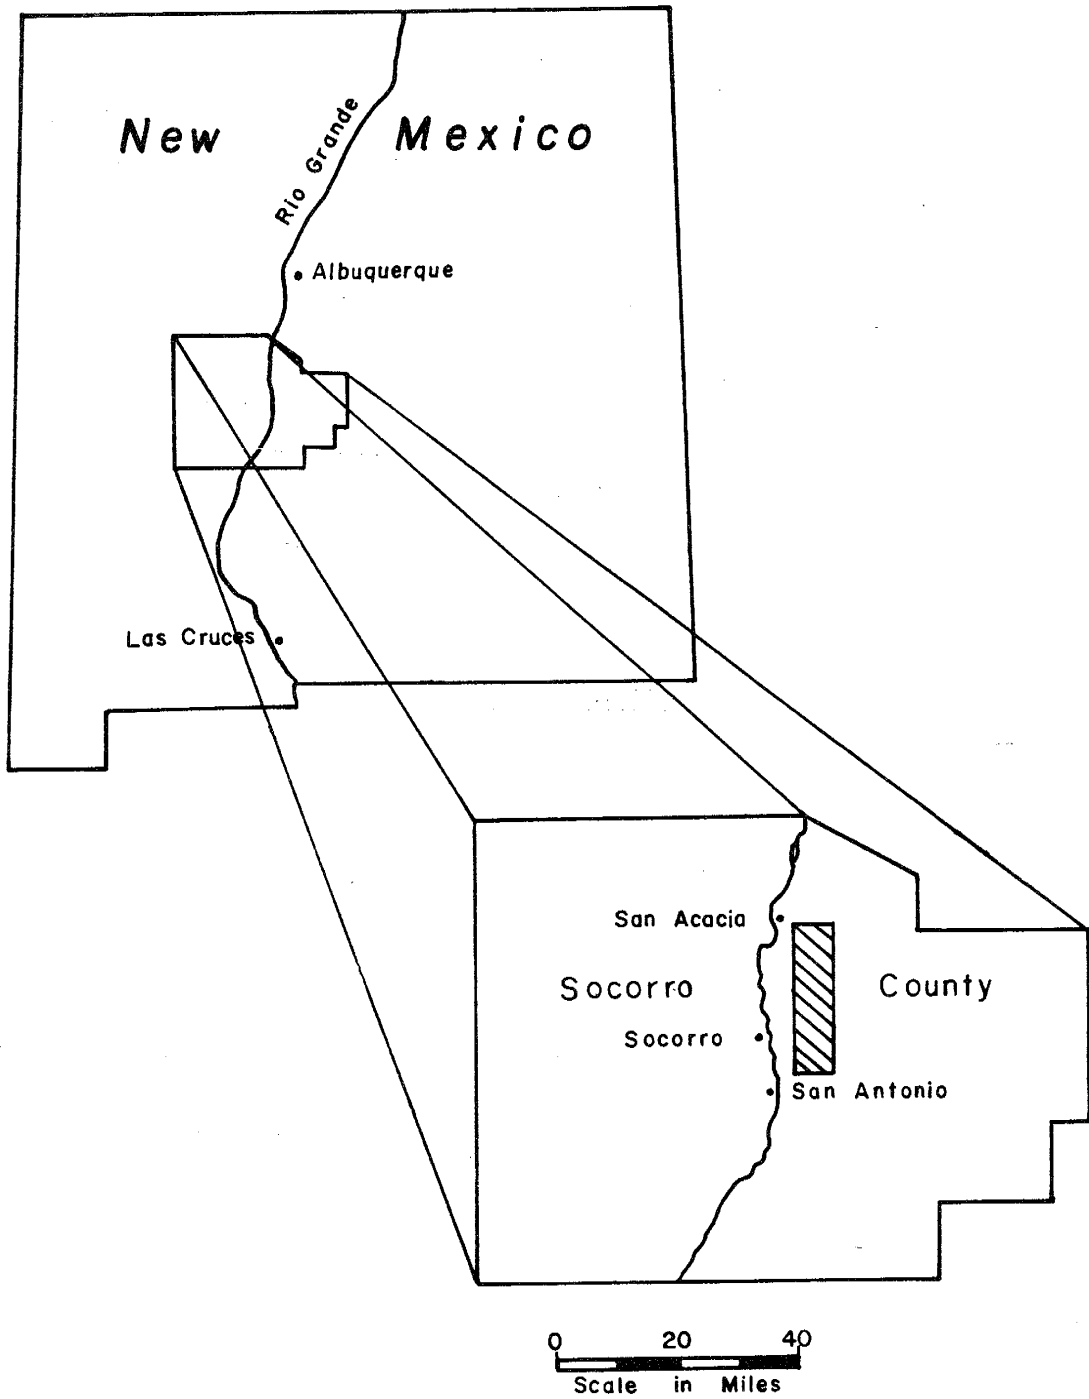 New Mexico
Rio Grande
Albuquerque
Las Cruces
San Acacia
Socorro County
Socorro
San Antonio
0 20 40
Scale in Miles